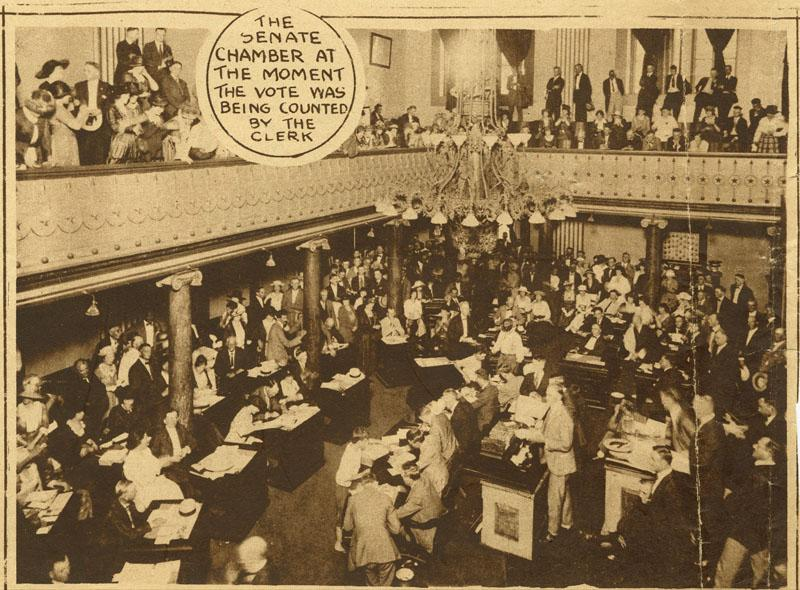 THE
SENATE
CHAMBER AT
THE MOMENT
THE VOTE WAS
BEING COUNTED
BY THE
CLERK